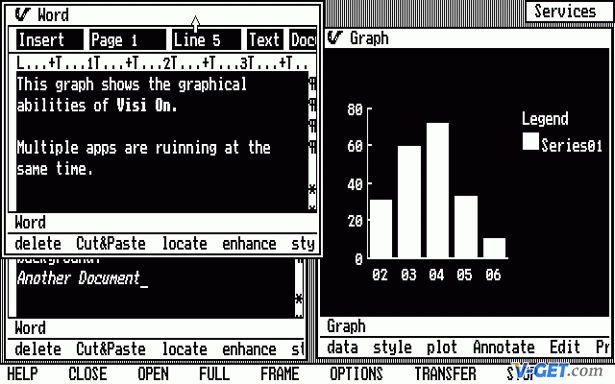 Services
Word
Insert Page 1 Line 5 Text Docu
L...+T...1T...+T...2T+T...3T+T...+T..
This graph shows the graphical
abilities of Visi On.
Multiple apps are ruinning at the
same time.
Word
delete Cut&Paste locate enhance sty
Another Document_
Word
delete Cut&Paste locate enhance st
Graph
80
60
40
20
0
02 03 04 05 06
Legend
Series01
Graph
data style plot Annotate Edit Pr
HELP CLOSE OPEN FULL FRAME OPTIONS TRANSFER
V-GET.com